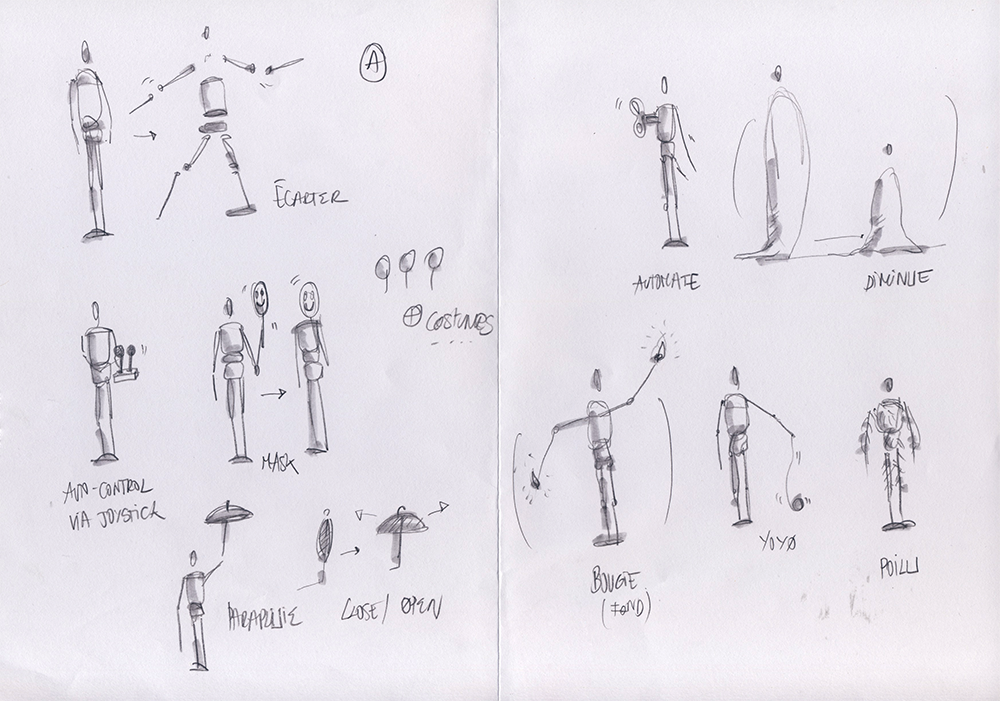 A
ÉCARTER
+ COSTUMES
AUTO-CONTROL
VIA JOYSTICK
MASK
PARAPLUIE
CLOSE / OPEN
AUTOMATE
DIMINUE
BOUGIE
(FOND)
YOYO
POILU